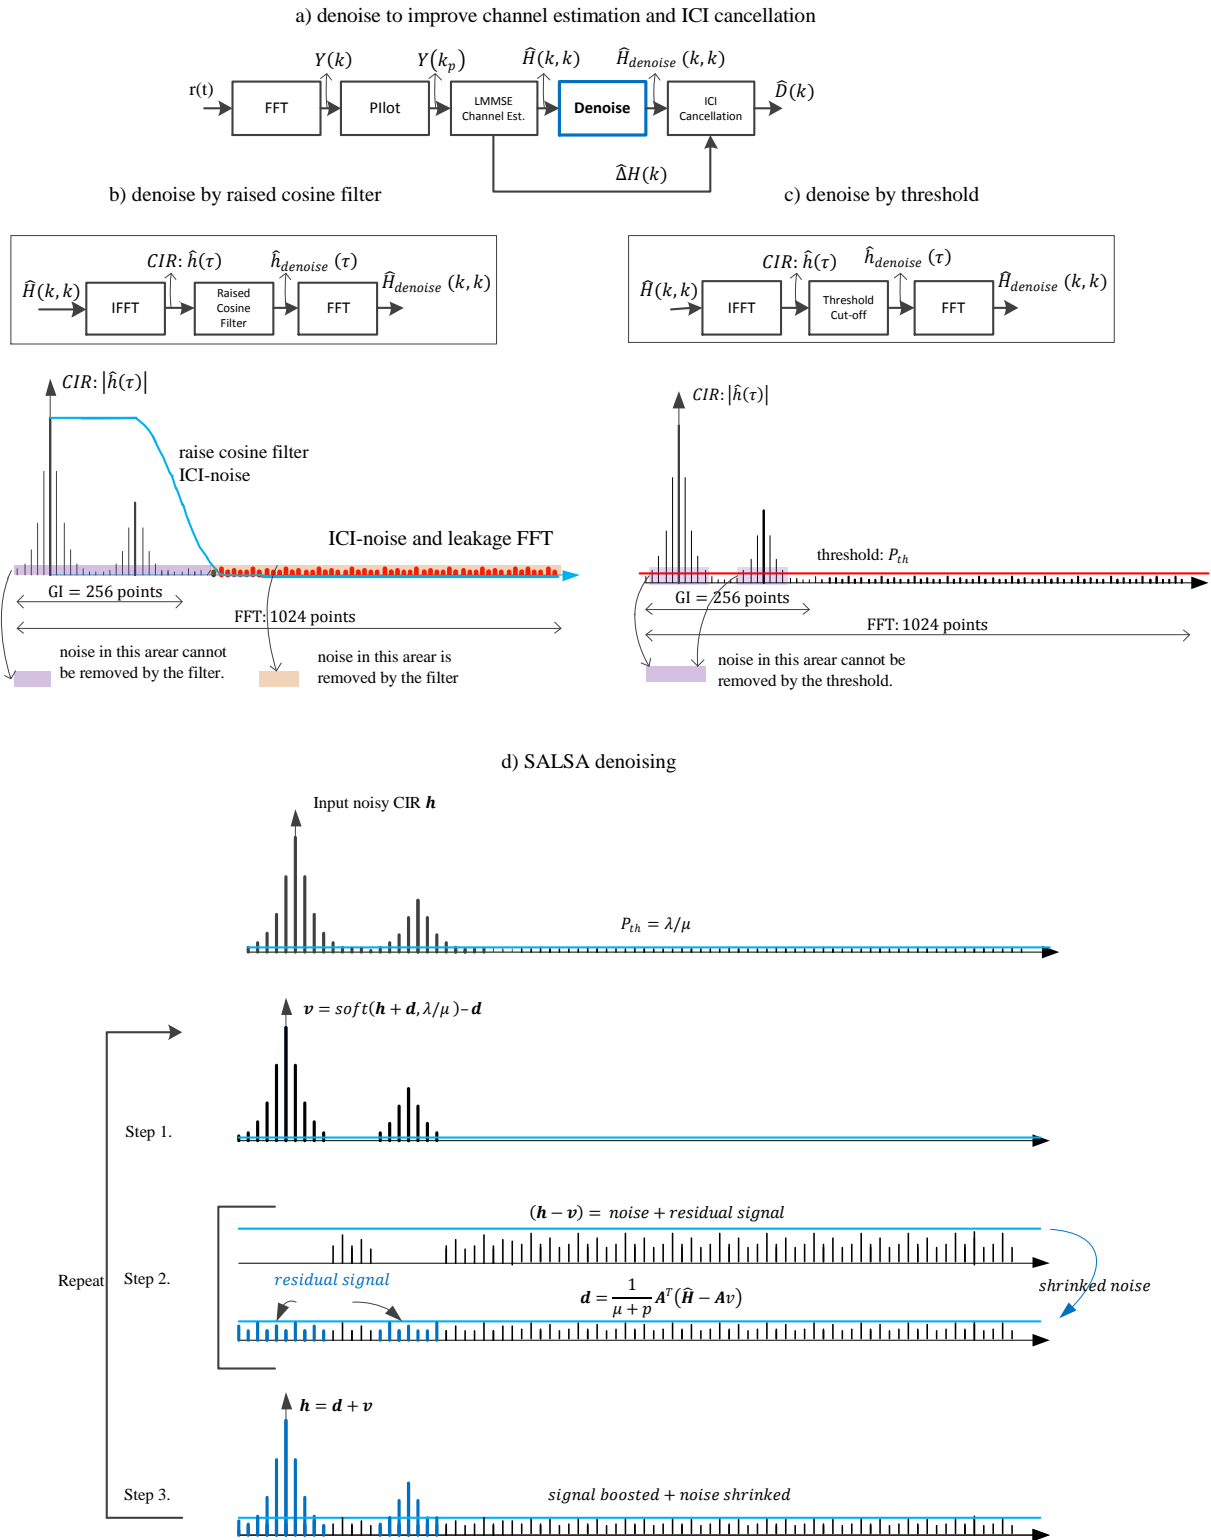 a) denoise to improve channel estimation and ICI cancellation
Y(k)
Y(k_p)
Ĥ(k, k)
Ĥ_denoise (k, k)
r(t)
FFT
PIlot
LMMSE
Channel Est.
Denoise
ICI
Cancellation
D̂(k)
Δ̂H(k)
b) denoise by raised cosine filter
CIR: ĥ(τ)
ĥ_denoise (τ)
Ĥ(k, k)
IFFT
Raised
Cosine
Filter
FFT
Ĥ_denoise (k, k)
CIR: |ĥ(τ)|
raise cosine filter
ICI-noise
ICI-noise and leakage FFT
GI = 256 points
FFT: 1024 points
noise in this arear cannot
be removed by the filter.
noise in this arear is
removed by the filter
c) denoise by threshold
CIR: ĥ(τ)
ĥ_denoise (τ)
Ĥ(k, k)
IFFT
Threshold
Cut-off
FFT
Ĥ_denoise (k, k)
CIR: |ĥ(τ)|
threshold: P_th
GI = 256 points
FFT: 1024 points
noise in this arear cannot be
removed by the threshold.
d) SALSA denoising
Input noisy CIR h
P_th = λ/μ
v = soft(h + d, λ/μ) – d
Step 1.
(h − v) = noise + residual signal
Repeat
Step 2.
residual signal
d = 1/(μ + p) A^T(Ĥ − Av)
shrinked noise
h = d + v
Step 3.
signal boosted + noise shrinked